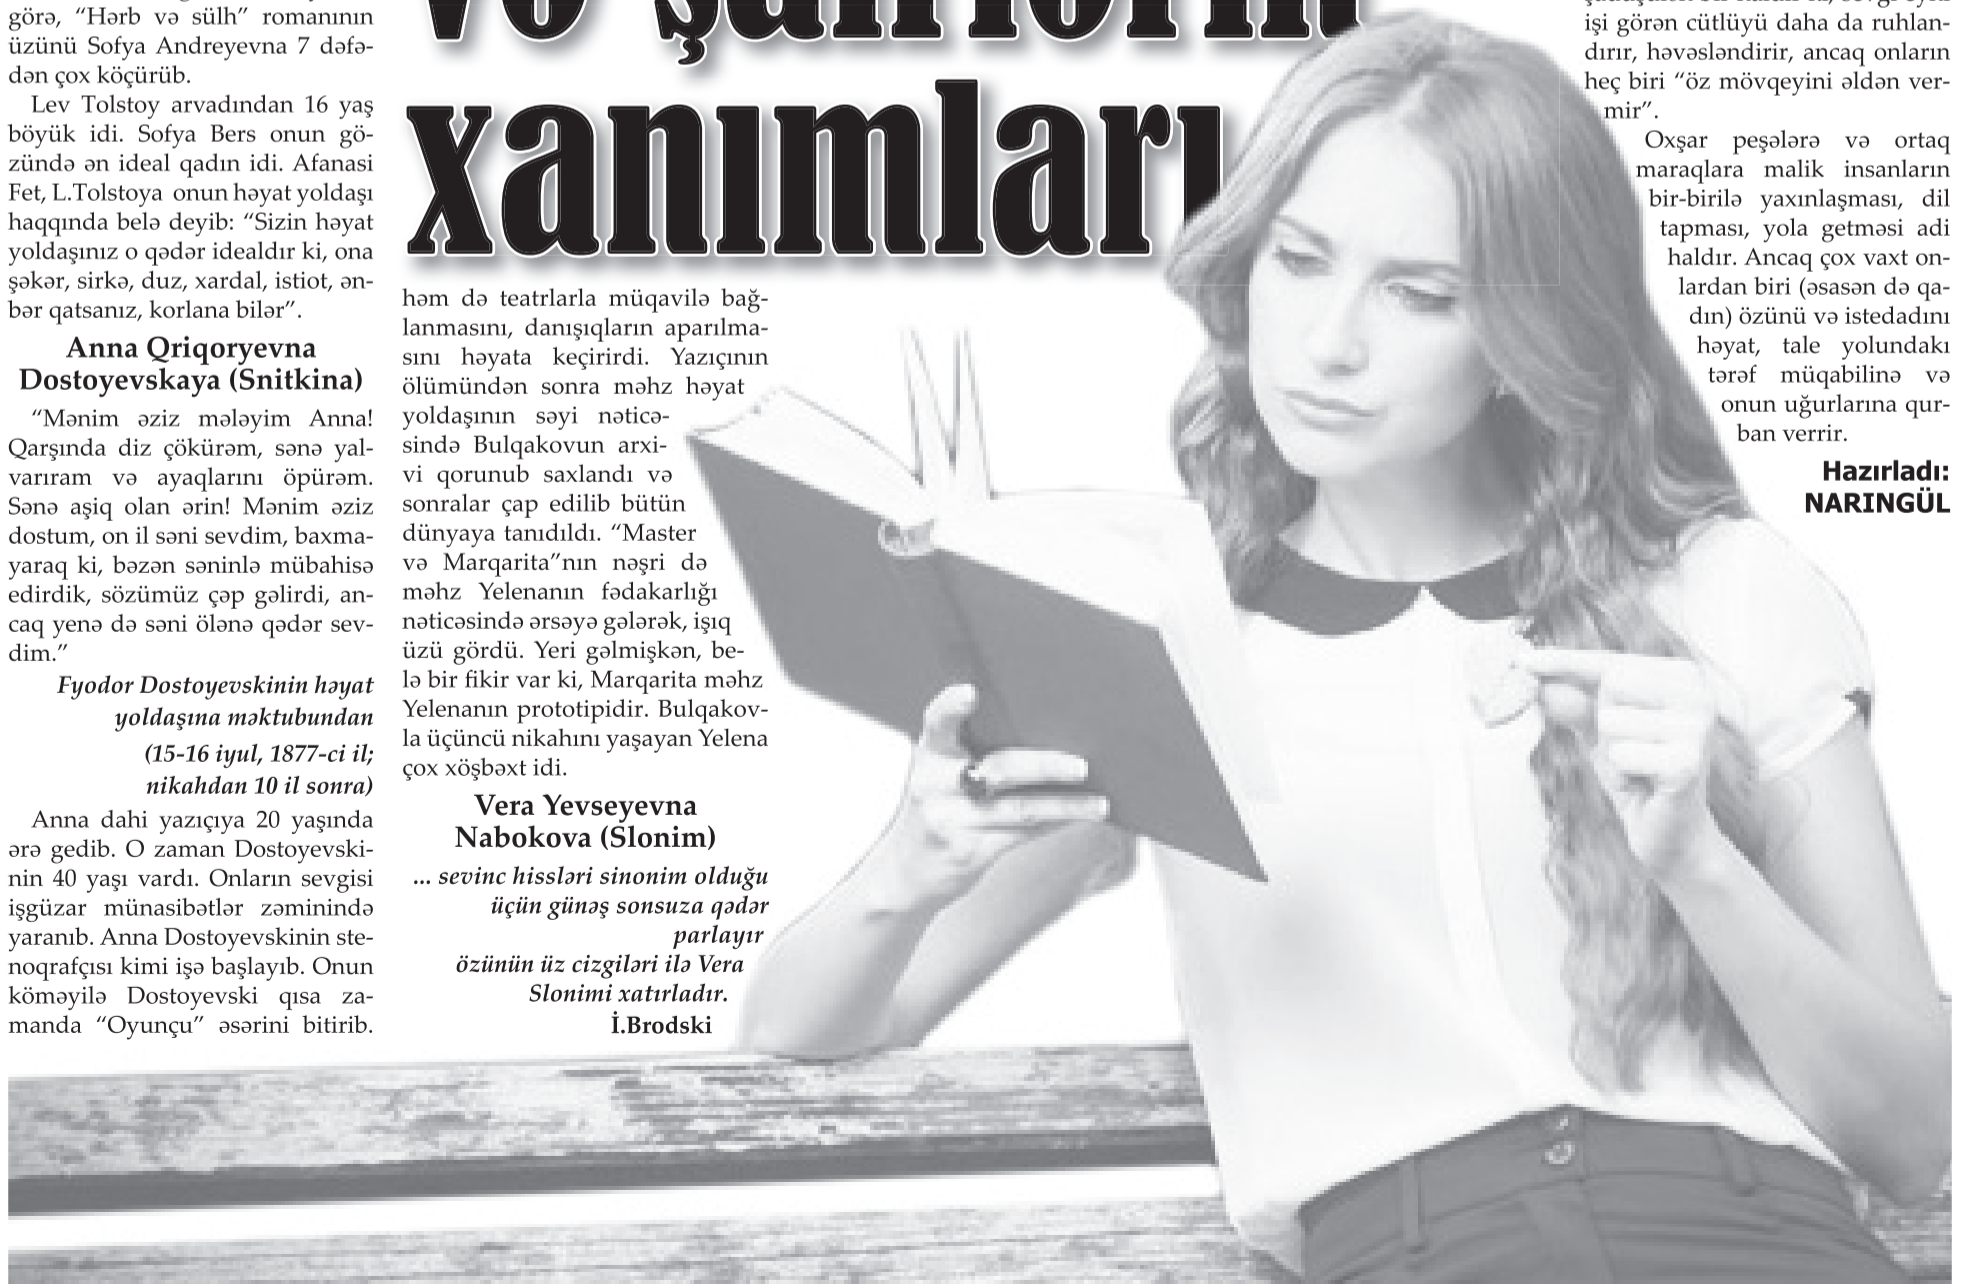 görə, “Hərb və sülh” romanının
üzünü Sofya Andreyevna 7 dəfə-
dən çox köçürüb.
Lev Tolstoy arvadından 16 yaş
böyük idi. Sofya Bers onun gö-
zündə ən ideal qadın idi. Afanasi
Fet, L.Tolstoya onun həyat yoldaşı
haqqında belə deyib: “Sizin həyat
yoldaşınız o qədər idealdır ki, ona
şəkər, sirkə, duz, xardal, istiot, ən-
bər qatsanız, korlana bilər”.
Anna Qriqoryevna
Dostoyevskaya (Snitkina)
“Mənim əziz mələyim Anna!
Qarşında diz çökürəm, sənə yal-
varıram və ayaqlarını öpürəm.
Sənə aşiq olan ərin! Mənim əziz
dostum, on il səni sevdim, baxma-
yaraq ki, bəzən səninlə mübahisə
edirdik, sözümüz çəp gəlirdi, an-
caq yenə də səni ölənə qədər sev-
dim.”
Fyodor Dostoyevskinin həyat
yoldaşına məktubundan
(15-16 iyul, 1877-ci il;
nikahdan 10 il sonra)
Anna dahi yazıçıya 20 yaşında
ərə gedib. O zaman Dostoyevski-
nin 40 yaşı vardı. Onların sevgisi
işgüzar münasibətlər zəminində
yaranıb. Anna Dostoyevskinin ste-
noqrafçısı kimi işə başlayıb. Onun
köməyilə Dostoyevski qısa za-
manda “Oyunçu” əsərini bitirib.
və şairlərin
xanımları
həm də teatrlarla müqavilə bağ-
lanmasını, danışıqların aparılma-
sını həyata keçirirdi. Yazıçının
ölümündən sonra məhz həyat
yoldaşının səyi nəticə-
sində Bulqakovun arxi-
vi qorunub saxlandı və
sonralar çap edilib bütün
dünyaya tanıdıldı. “Master
və Marqarita”nın nəşri də
məhz Yelenanın fədakarlığı
nəticəsində ərsəyə gələrək, işıq
üzü gördü. Yeri gəlmişkən, be-
lə bir fikir var ki, Marqarita məhz
Yelenanın prototipidir. Bulqakov-
la üçüncü nikahını yaşayan Yelena
çox xöşbəxt idi.
Vera Yevseyevna
Nabokova (Slonim)
... sevinc hissləri sinonim olduğu
üçün günəş sonsuza qədər
parlayır
özünün üz cizgiləri ilə Vera
Slonimi xatırladır.
İ.Brodski
işi görən cütlüyü daha da ruhlan-
dırır, həvəsləndirir, ancaq onların
heç biri “öz mövqeyini əldən ver-
mir”.
Oxşar peşələrə və ortaq
maraqlara malik insanların
bir-birilə yaxınlaşması, dil
tapması, yola getməsi adi
haldır. Ancaq çox vaxt on-
lardan biri (əsasən də qa-
dın) özünü və istedadını
həyat, tale yolundakı
tərəf müqabilinə və
onun uğurlarına qur-
ban verrir.
Hazırladı:
NARINGÜL